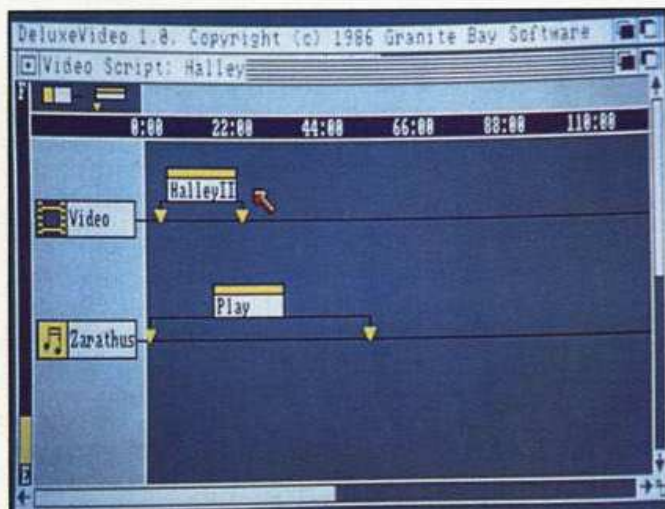 DeluxeVideo 1.0. Copyright (c) 1986 Granite Bay Software
Video Script: Halley
F
0:00 22:00 44:00 66:00 88:00 110:00
HalleyII
Video
Play
Zarathus
E